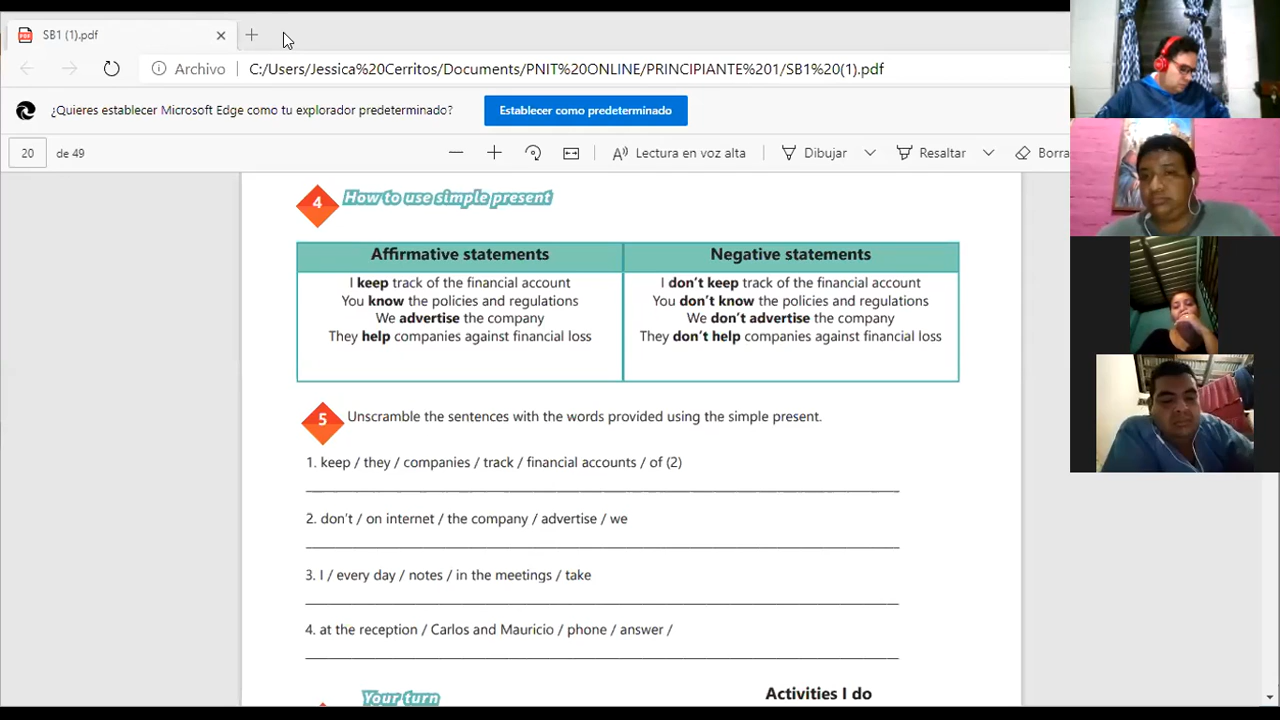 SB1 (1).pdf
Archivo
C:/Users/Jessica%20Cerritos/Documents/PNIT%20ONLINE/PRINCIPIANTE%201/SB1%20(1).pdf
¿Quieres establecer Microsoft Edge como tu explorador predeterminado?
Establecer como predeterminado
20 de 49
Lectura en voz alta
Dibujar
Resaltar
Borra
4 How to use simple present
Affirmative statements
I keep track of the financial account
You know the policies and regulations
We advertise the company
They help companies against financial loss
Negative statements
I don't keep track of the financial account
You don't know the policies and regulations
We don't advertise the company
They don't help companies against financial loss
5 Unscramble the sentences with the words provided using the simple present.
1. keep / they / companies / track / financial accounts / of (2)
2. don't / on internet / the company / advertise / we
3. I / every day / notes / in the meetings / take
4. at the reception / Carlos and Mauricio / phone / answer /
Your turn
Activities I do